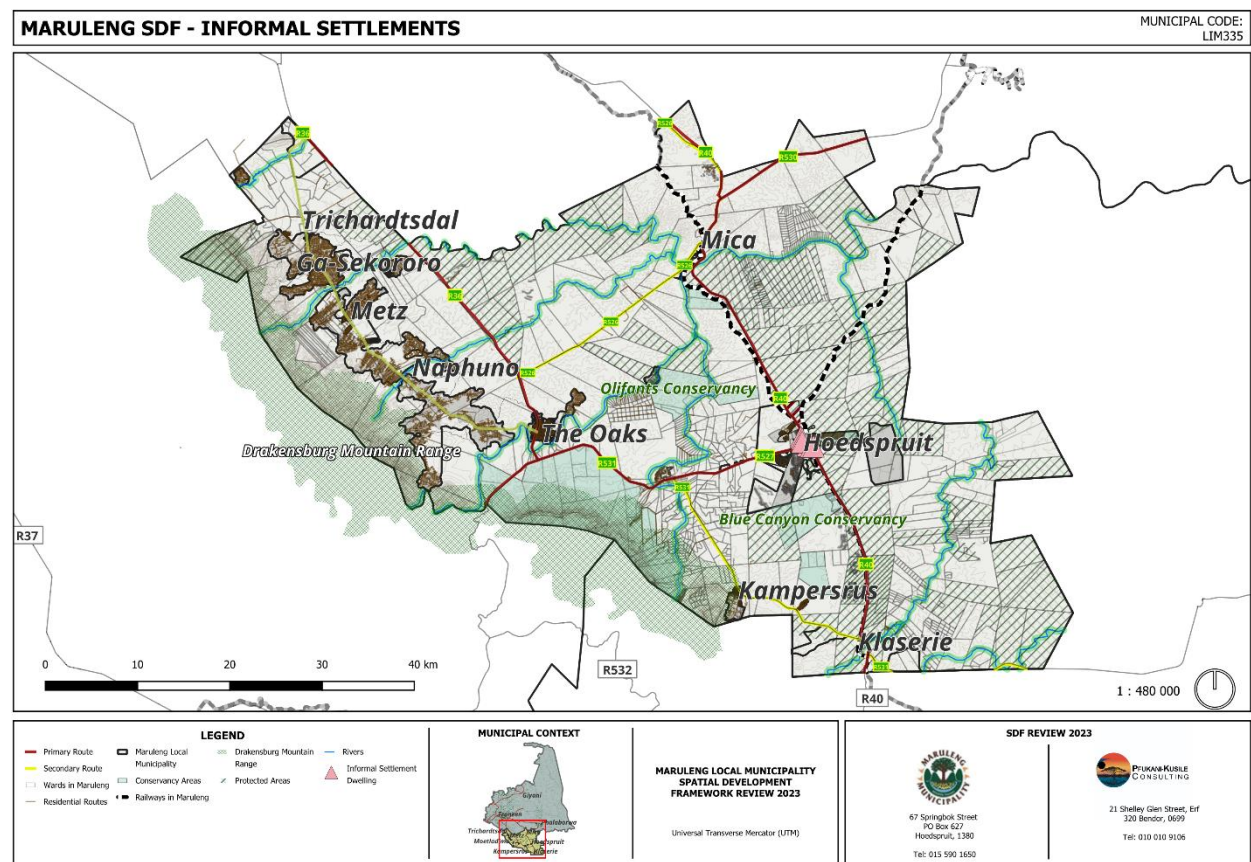 MARULENG SDF - INFORMAL SETTLEMENTS
MUNICIPAL CODE:
LIM335
R36
R526
R40
R530
Trichardtsdal
Ga-Sekororo
Mica
R36
Metz
R526
Naphuno
R526
Olifants Conservancy
R40
The Oaks
Hoedspruit
Drakensburg Mountain Range
R531
R527
R37
Blue Canyon Conservancy
R40
Kampersrus
Klaserie
R531
0 10 20 30 40 km
R532
R40
1 : 480 000
LEGEND
Primary Route
Secondary Route
Wards in Maruleng
Residential Routes
Maruleng Local
Municipality
Conservancy Areas
Railways in Maruleng
Drakensburg Mountain
Range
Protected Areas
Rivers
Informal Settlement
Dwelling
MUNICIPAL CONTEXT
Giyani
Tzaneen
Phalaborwa
Metz
Hoedspruit
Kampersrus
Klaserie
MARULENG LOCAL MUNICIPALITY
SPATIAL DEVELOPMENT
FRAMEWORK REVIEW 2023
Universal Transverse Mercator (UTM)
SDF REVIEW 2023
MARULENG
MUNICIPALITY
67 Springbok Street
PO Box 627
Hoedspruit, 1380
Tel: 015 590 1650
PFUKANI-KUSILE
CONSULTING
21 Shelley Glen Street, Erf
320 Bendor, 0699
Tel: 010 010 9106